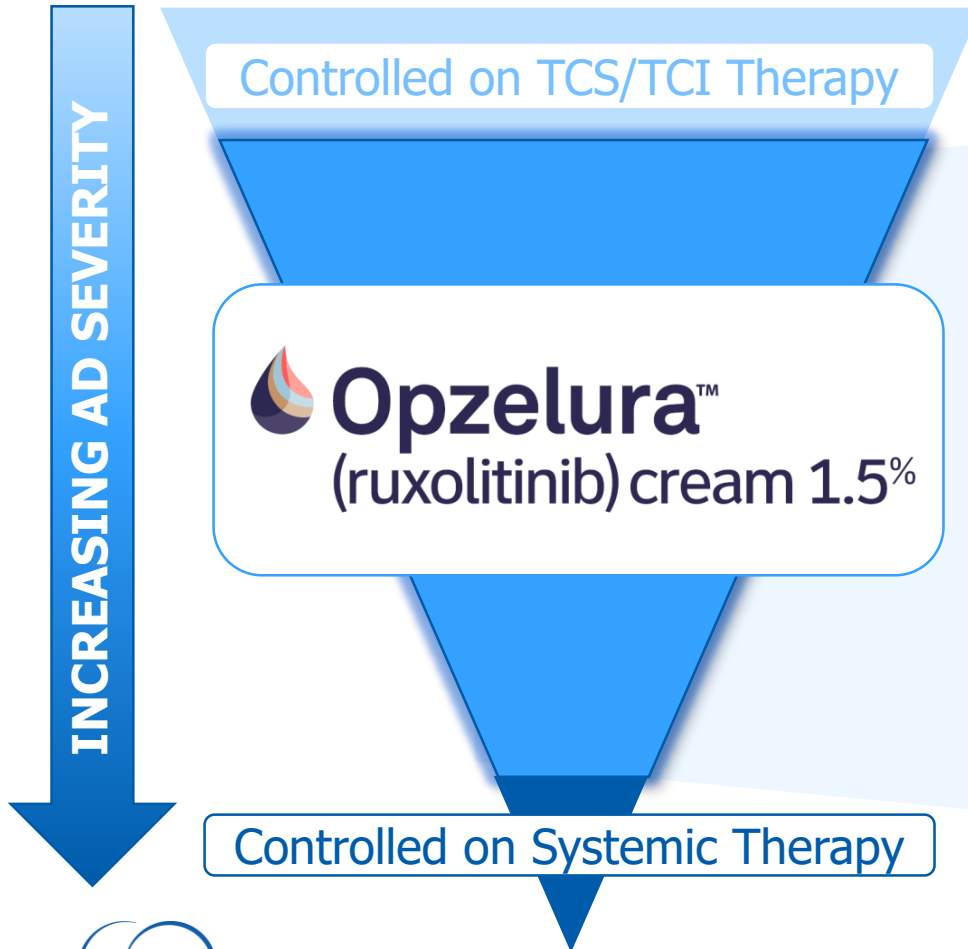 INCREASING AD SEVERITY
Controlled on TCS/TCI Therapy
Opzelura™
(ruxolitinib) cream 1.5%
Controlled on Systemic Therapy